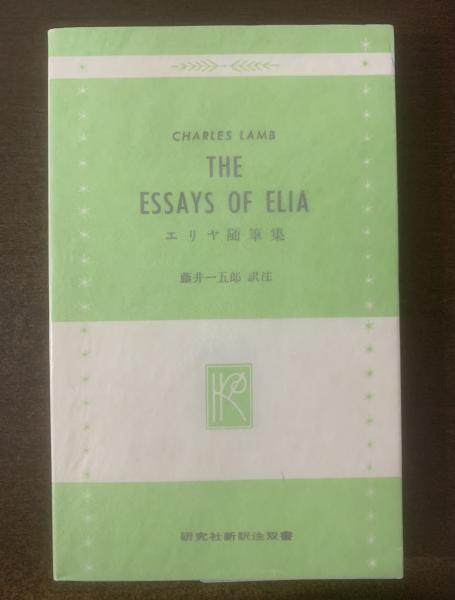 CHARLES LAMB
THE
ESSAYS OF ELIA
エリヤ随筆集
藤井一五郎 訳注
研究社新訳注双書